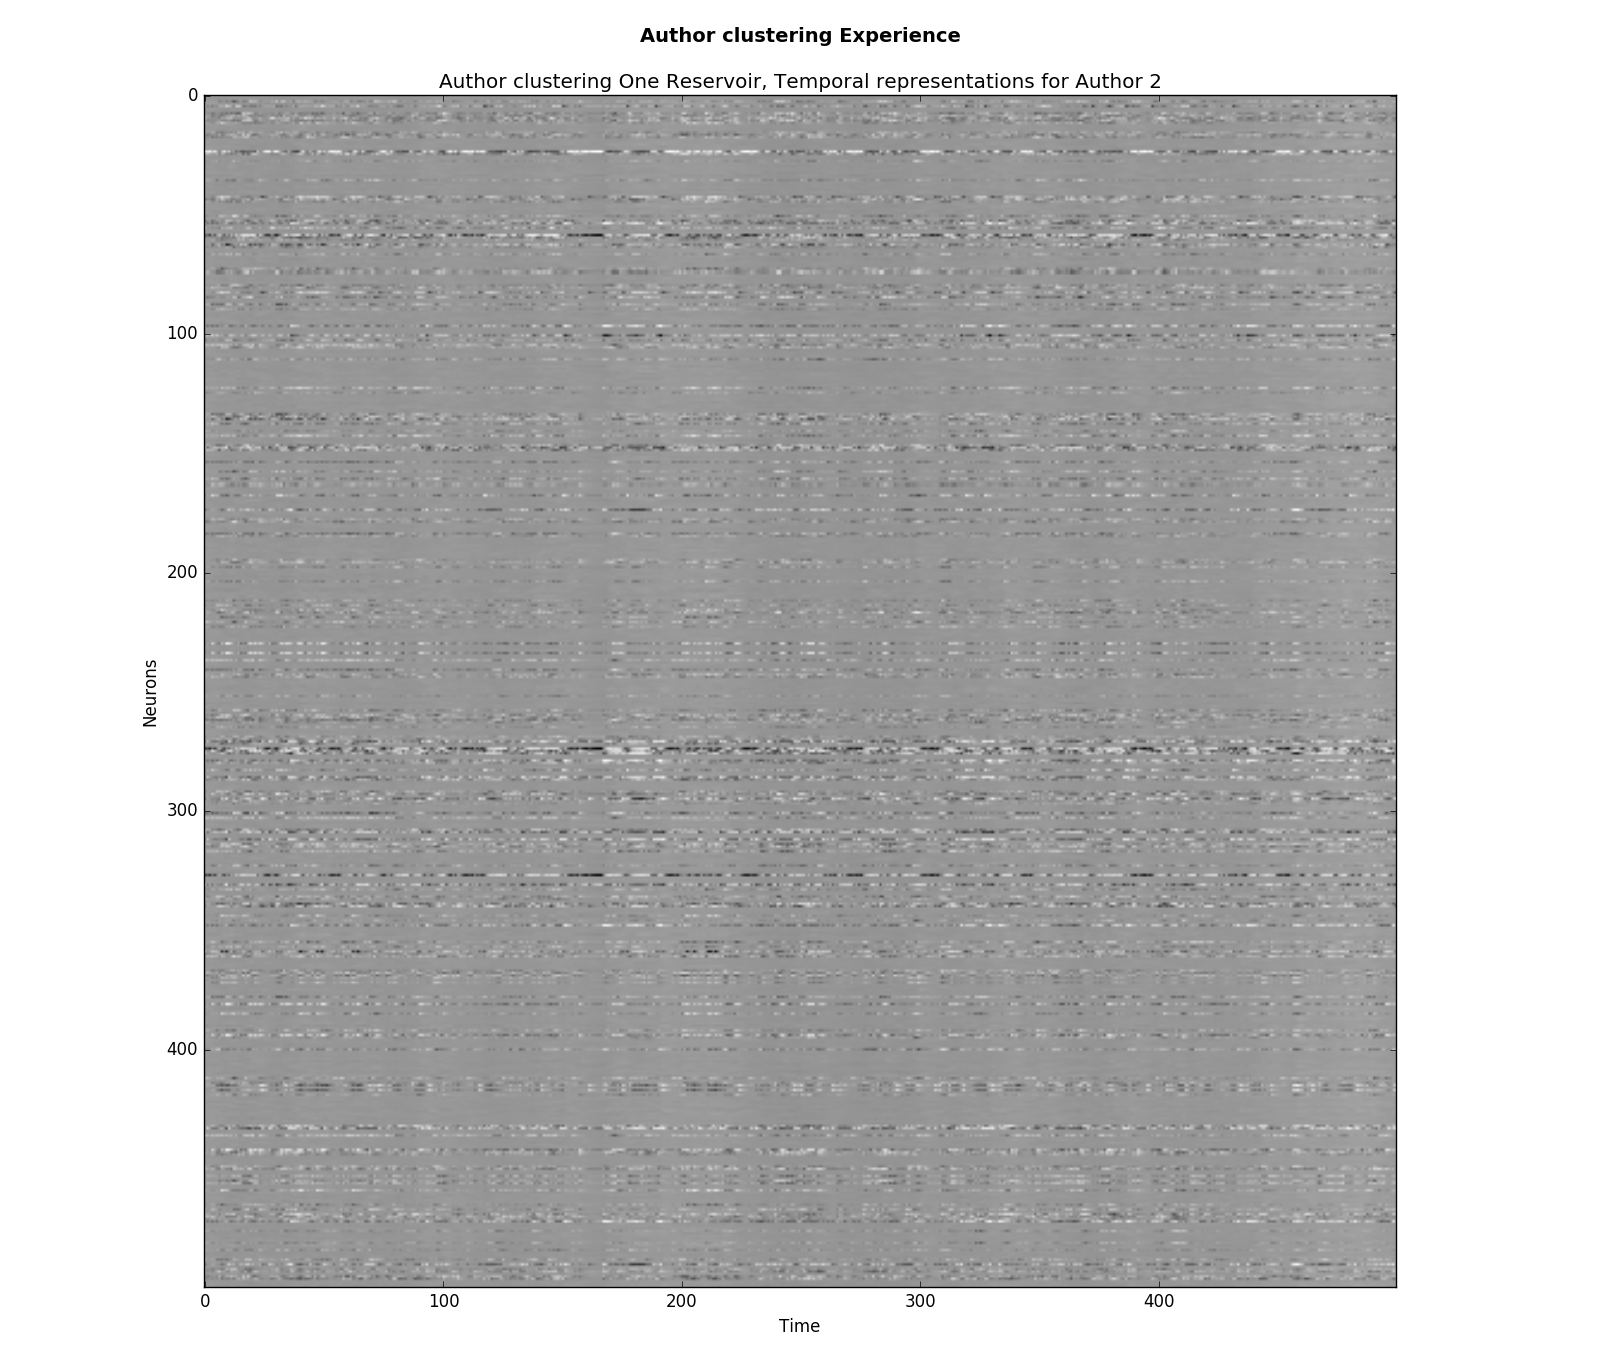 Author clustering Experience
Author clustering One Reservoir, Temporal representations for Author 2
0
100
200
300
400
Neurons
0 100 200 300 400
Time